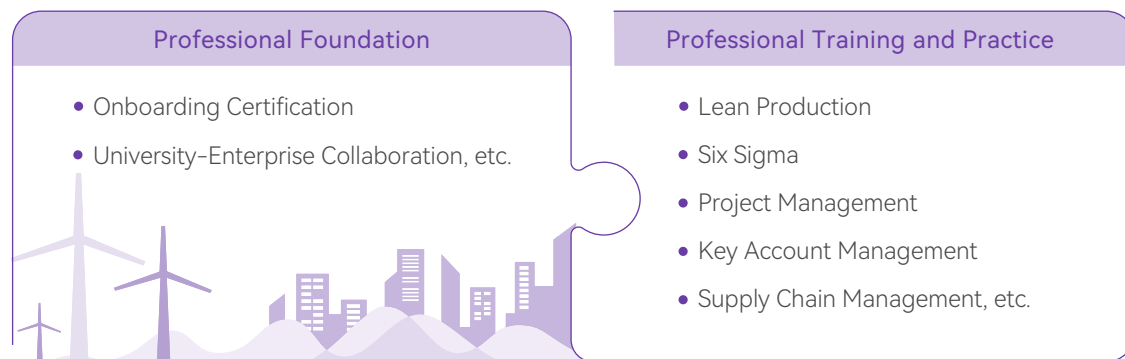 Professional Foundation
• Onboarding Certification
• University-Enterprise Collaboration, etc.
Professional Training and Practice
• Lean Production
• Six Sigma
• Project Management
• Key Account Management
• Supply Chain Management, etc.